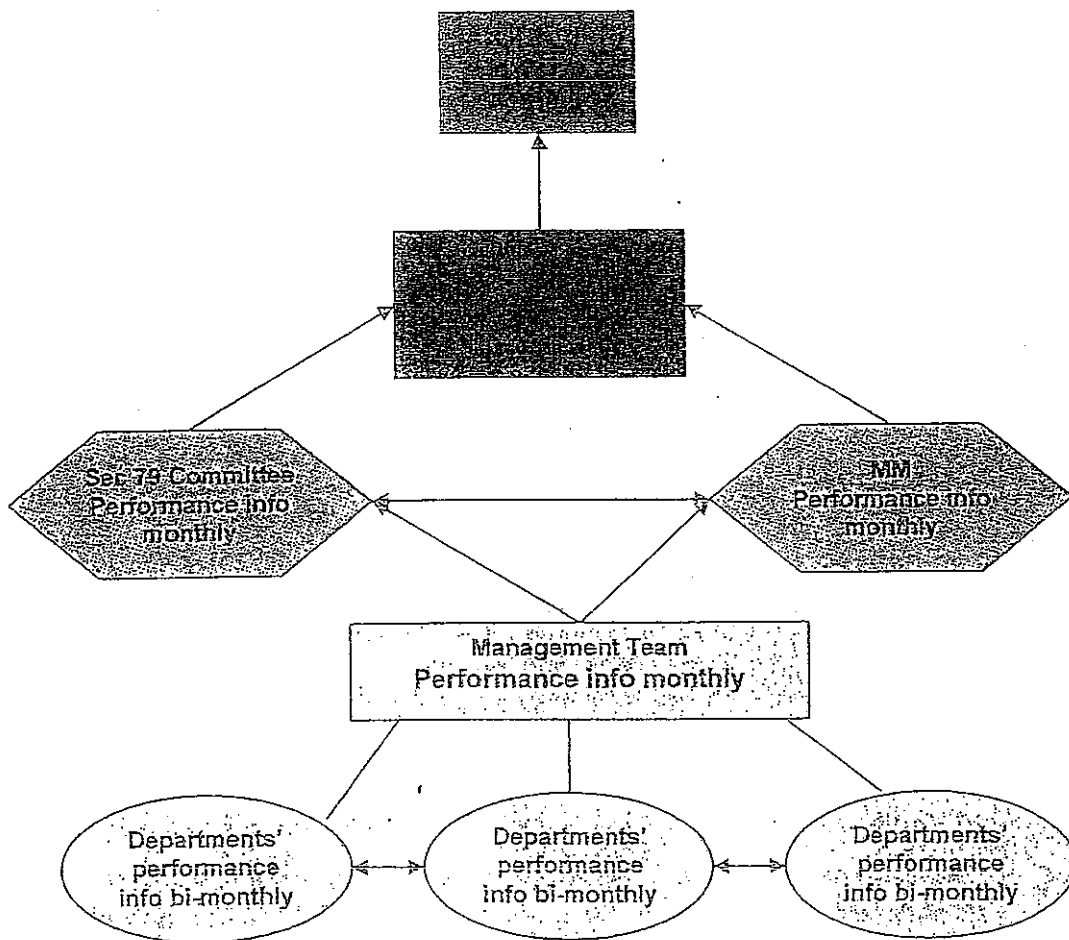 Sec 79 Committee
Performance info
monthly
MM
Performance info
monthly
Management Team
Performance info monthly
Departments'
performance
info bi-monthly
Departments'
performance
info bi-monthly
Departments'
performance
info bi-monthly